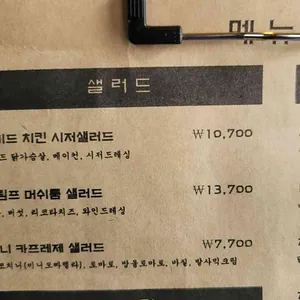 메뉴
샐러드
치킨 시저샐러드 ₩10,700
닭가슴살, 베이컨, 시저드레싱
머쉬룸 샐러드 ₩13,700
버섯, 리코타치즈, 와인드레싱
카프레제 샐러드 ₩7,700
토마토, 방울토마토, 바질, 발사믹크림